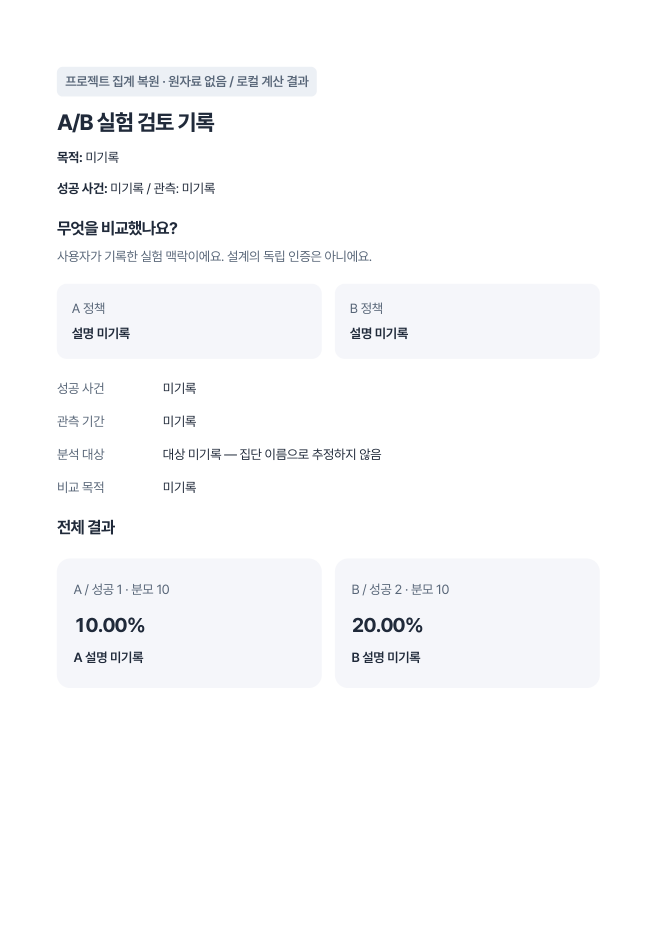 프로젝트 집계 복원 · 원자료 없음 / 로컬 계산 결과
A/B 실험 검토 기록
목적: 미기록
성공 사건: 미기록 / 관측: 미기록
무엇을 비교했나요?
사용자가 기록한 실험 맥락이에요. 설계의 독립 인증은 아니에요.
A 정책
설명 미기록
B 정책
설명 미기록
성공 사건 미기록
관측 기간 미기록
분석 대상 대상 미기록 — 집단 이름으로 추정하지 않음
비교 목적 미기록
전체 결과
A / 성공 1 · 분모 10
10.00%
A 설명 미기록
B / 성공 2 · 분모 10
20.00%
B 설명 미기록